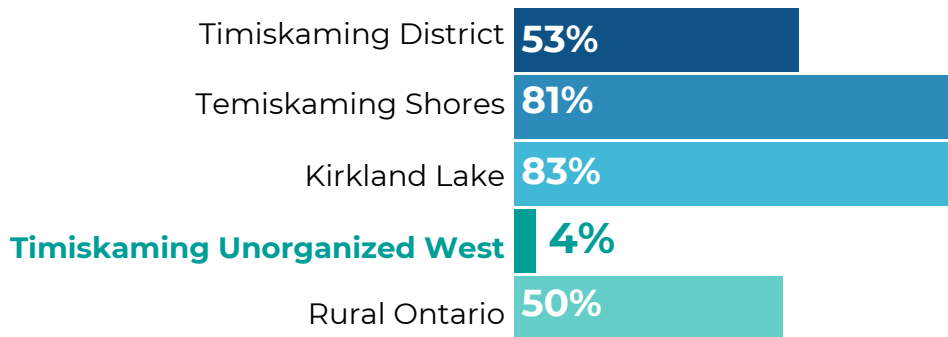 Timiskaming District 53%
Temiskaming Shores 81%
Kirkland Lake 83%
Timiskaming Unorganized West 4%
Rural Ontario 50%